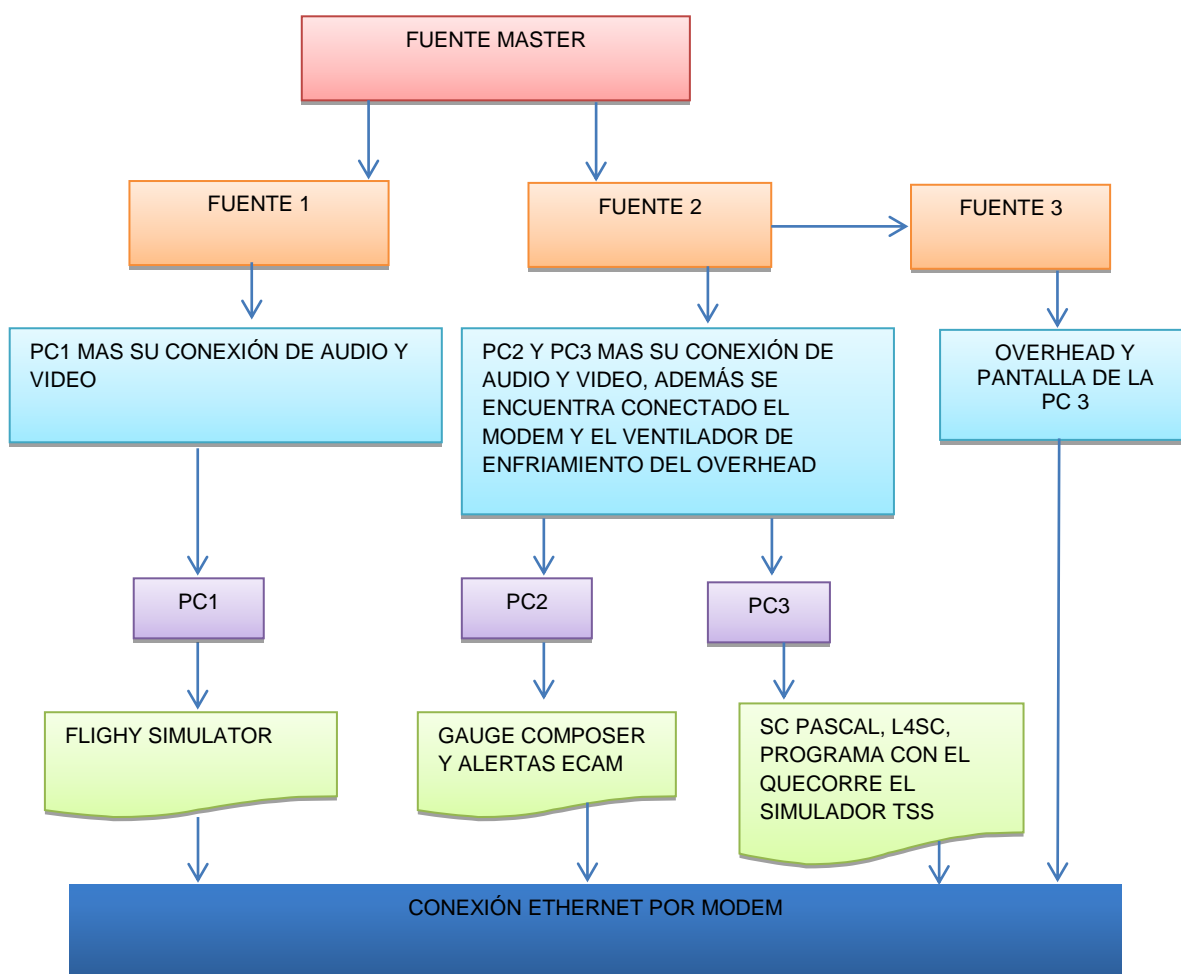 FUENTE MASTER
FUENTE 1
FUENTE 2
FUENTE 3
PC1 MAS SU CONEXIÓN DE AUDIO Y
VIDEO
PC2 Y PC3 MAS SU CONEXIÓN DE
AUDIO Y VIDEO, ADEMÁS SE
ENCUENTRA CONECTADO EL
MODEM Y EL VENTILADOR DE
ENFRIAMIENTO DEL OVERHEAD
OVERHEAD Y
PANTALLA DE LA
PC 3
PC1
PC2
PC3
FLIGHY SIMULATOR
GAUGE COMPOSER
Y ALERTAS ECAM
SC PASCAL, L4SC,
PROGRAMA CON EL
QUECORRE EL
SIMULADOR TSS
CONEXIÓN ETHERNET POR MODEM